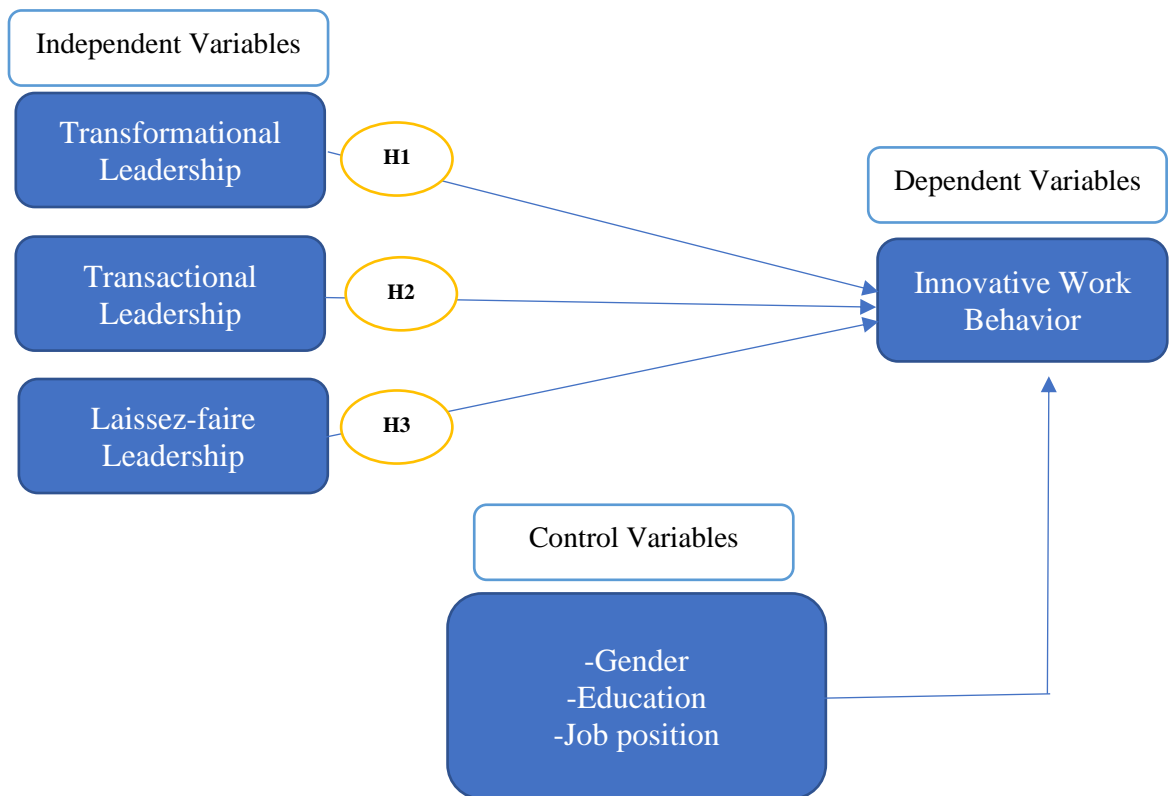 Independent Variables
Transformational
Leadership
H1
Transactional
Leadership
H2
Laissez-faire
Leadership
H3
Dependent Variables
Innovative Work
Behavior
Control Variables
-Gender
-Education
-Job position